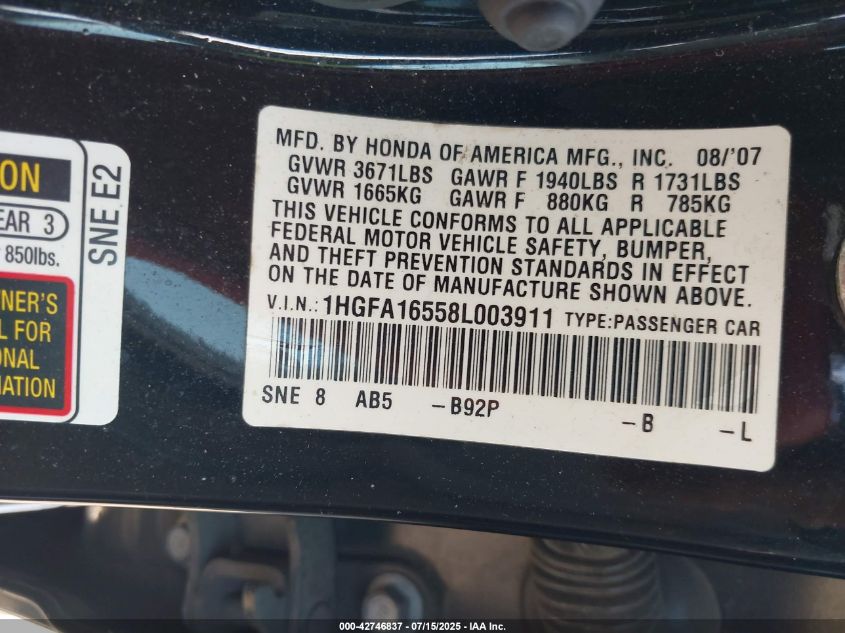 ON
EAR 3
850lbs.
NER'S
L FOR
ONAL
MATION
SNE E2
MFD. BY HONDA OF AMERICA MFG., INC. 08/'07
GVWR 3671LBS GAWR F 1940LBS R 1731LBS
GVWR 1665KG GAWR F 880KG R 785KG
THIS VEHICLE CONFORMS TO ALL APPLICABLE
FEDERAL MOTOR VEHICLE SAFETY, BUMPER,
AND THEFT PREVENTION STANDARDS IN EFFECT
ON THE DATE OF MANUFACTURE SHOWN ABOVE.
V.I.N.: 1HGFA16558L003911 TYPE:PASSENGER CAR
SNE 8 AB5 -B92P -B -L
000-42746837 - 07/15/2025 - IAA Inc.